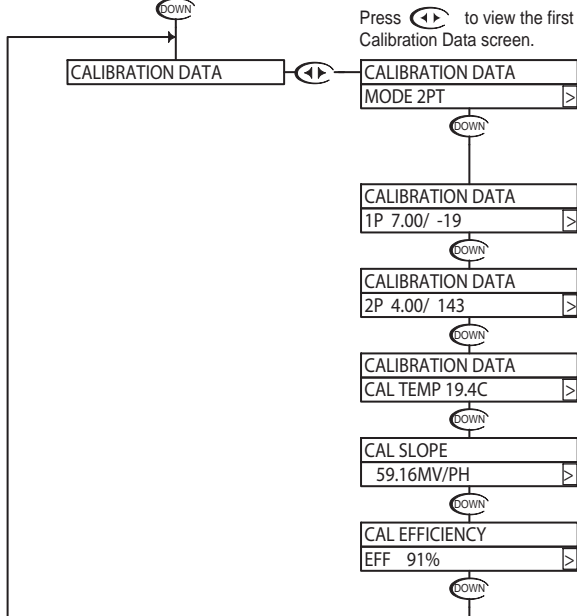 DOWN
Press to view the first
Calibration Data screen.
CALIBRATION DATA
CALIBRATION DATA
MODE 2PT >
DOWN
CALIBRATION DATA
1P 7.00/ -19 >
DOWN
CALIBRATION DATA
2P 4.00/ 143 >
DOWN
CALIBRATION DATA
CAL TEMP 19.4C >
DOWN
CAL SLOPE
59.16MV/PH >
DOWN
CAL EFFICIENCY
EFF 91% >
DOWN